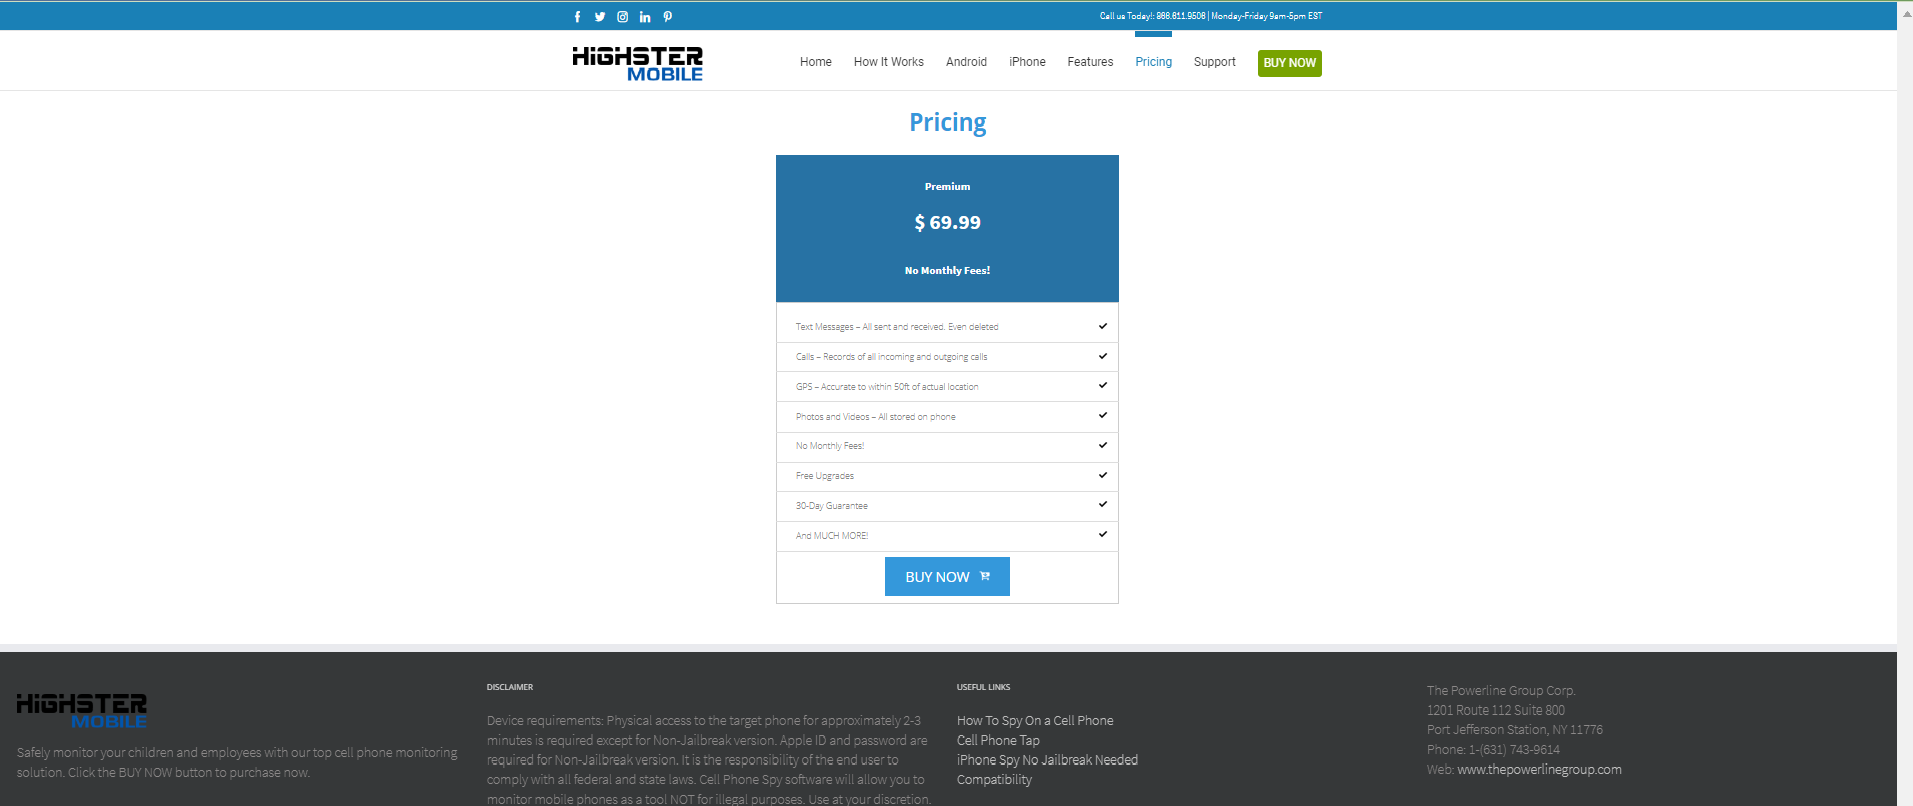 Call us Today!: 866.611.9506 | Monday-Friday 9am-5pm EST
HiGHSTER
MOBILE
Home How It Works Android iPhone Features Pricing Support BUY NOW
Pricing
Premium
$ 69.99
No Monthly Fees!
Text Messages – All sent and received. Even deleted
Calls – Records of all incoming and outgoing calls
GPS – Accurate to within 50ft of actual location
Photos and Videos – All stored on phone
No Monthly Fees!
Free Upgrades
30-Day Guarantee
And MUCH MORE!
BUY NOW
HiGHSTER
MOBILE
Safely monitor your children and employees with our top cell phone monitoring
solution. Click the BUY NOW button to purchase now.
DISCLAIMER
Device requirements: Physical access to the target phone for approximately 2-3
minutes is required except for Non-Jailbreak version. Apple ID and password are
required for Non-Jailbreak version. It is the responsibility of the end user to
comply with all federal and state laws. Cell Phone Spy software will allow you to
monitor mobile phones as a tool NOT for illegal purposes. Use at your discretion.
USEFUL LINKS
How To Spy On a Cell Phone
Cell Phone Tap
iPhone Spy No Jailbreak Needed
Compatibility
The Powerline Group Corp.
1201 Route 112 Suite 800
Port Jefferson Station, NY 11776
Phone: 1-(631) 743-9614
Web: www.thepowerlinegroup.com